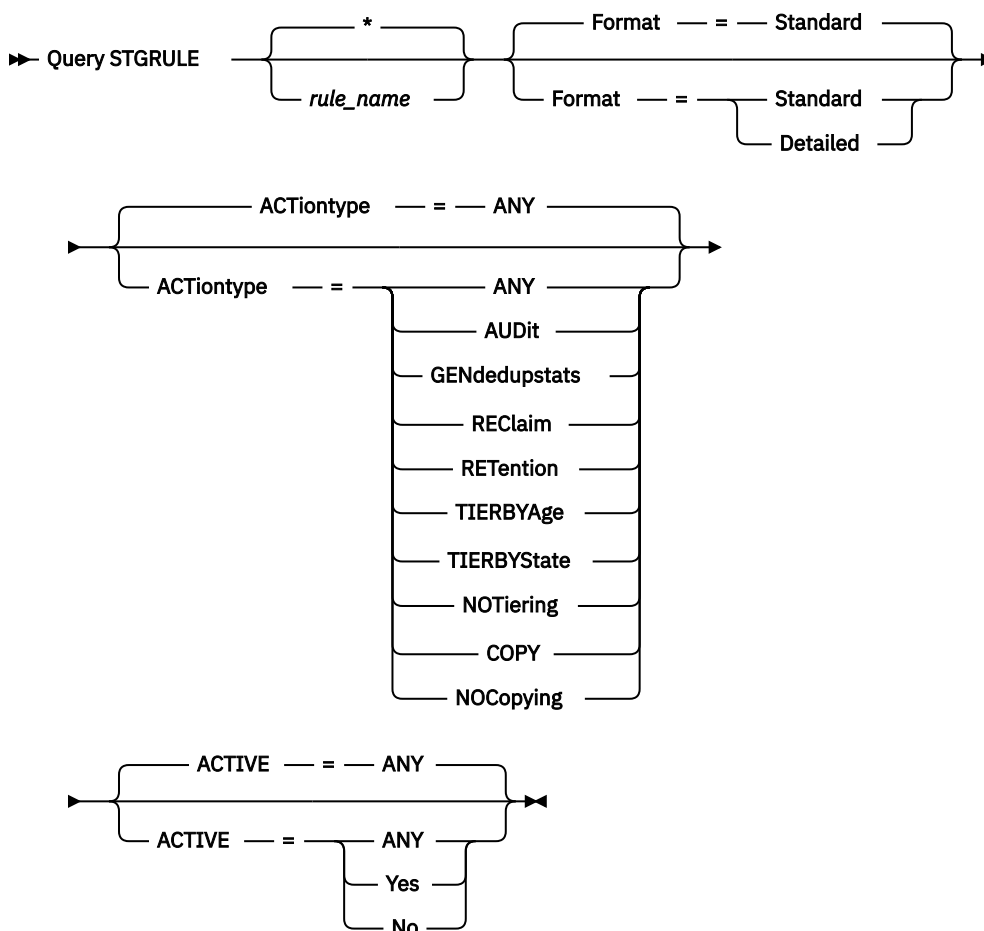 *
Format = Standard
Query STGRULE
rule_name
Format = Standard
Detailed
ACTiontype = ANY
ACTiontype = ANY
AUDit
GENdedupstats
REClaim
RETention
TIERBYAge
TIERBYState
NOTiering
COPY
NOCopying
ACTIVE = ANY
ACTIVE = ANY
Yes
No